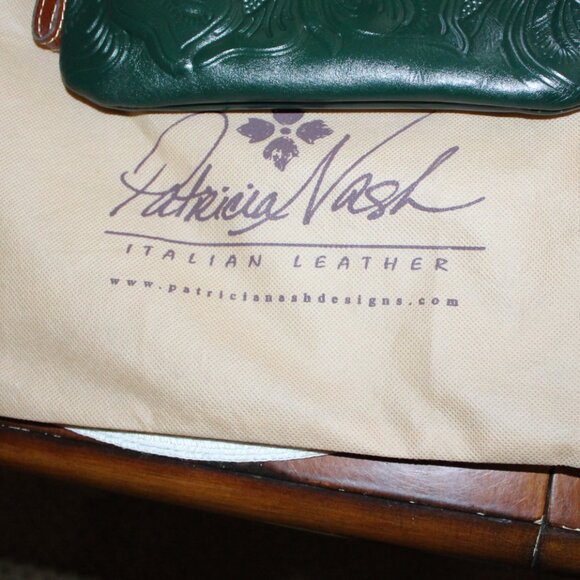 Patricia Nash
ITALIAN LEATHER
www.patricianashdesigns.com